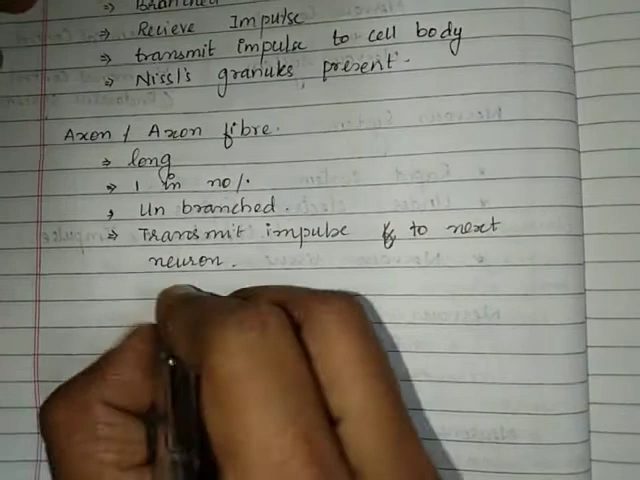 ⇒ Branched
⇒ Recieve Impulse
⇒ transmit impulse to cell body
⇒ Nissl's granules present.
Axon / Axon fibre.
⇒ long
⇒ 1 in no/.
⇒ Un branched.
⇒ Transmit impulse to next
neuron.